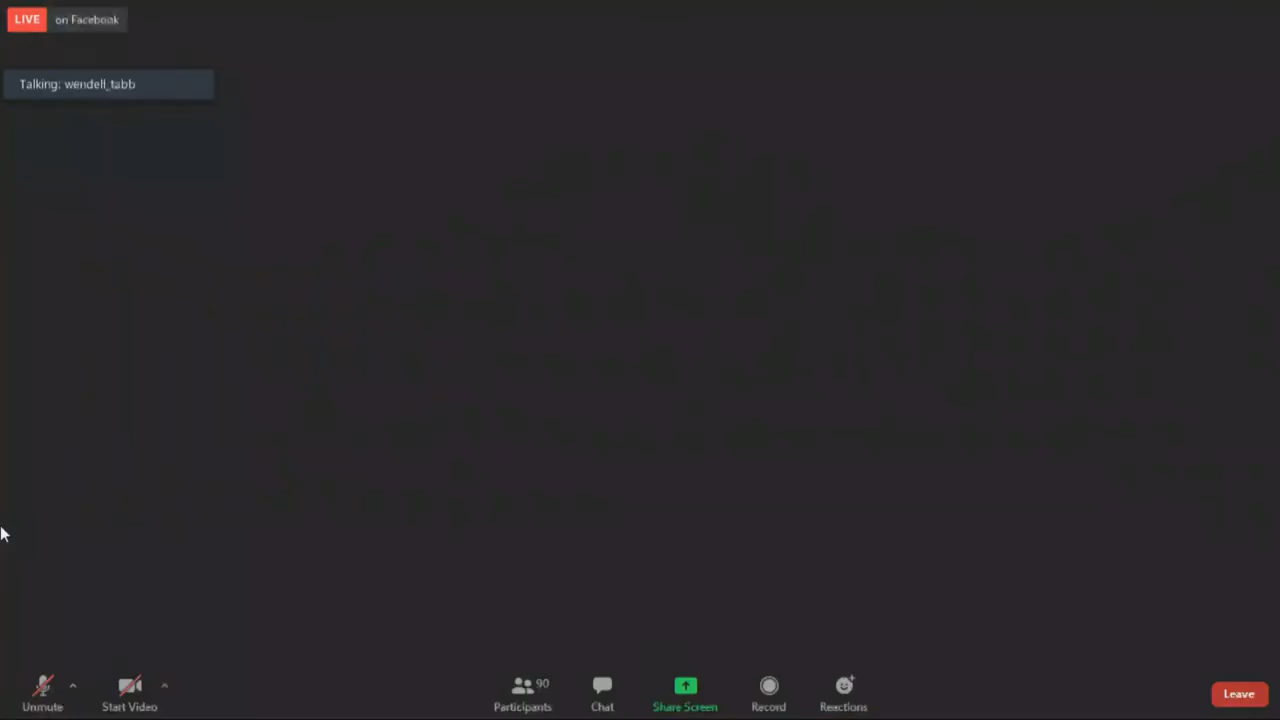 LIVE on Facebook
Talking: wendell_tabb
90
Unmute Start Video Participants Chat Share Screen Record Reactions Leave